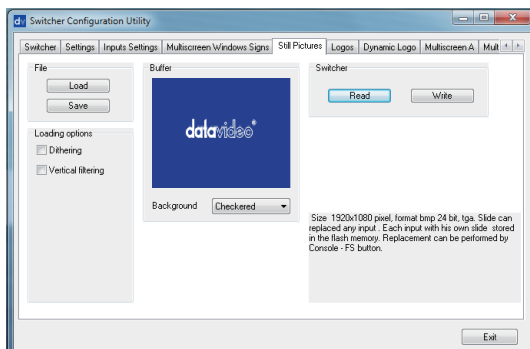 dv Switcher Configuration Utility
Switcher Settings Inputs Settings Multiscreen Windows Signs Still Pictures Logos Dynamic Logo Multiscreen A Mult
File
Load
Save
Loading options
Dithering
Vertical filtering
Buffer
datavideo®
Background Checkered
Switcher
Read Write
Size 1920x1080 pixel, format bmp 24 bit, tga. Slide can
replaced any input . Each input with his own slide stored
in the flash memory. Replacement can be performed by
Console - FS button.
Exit